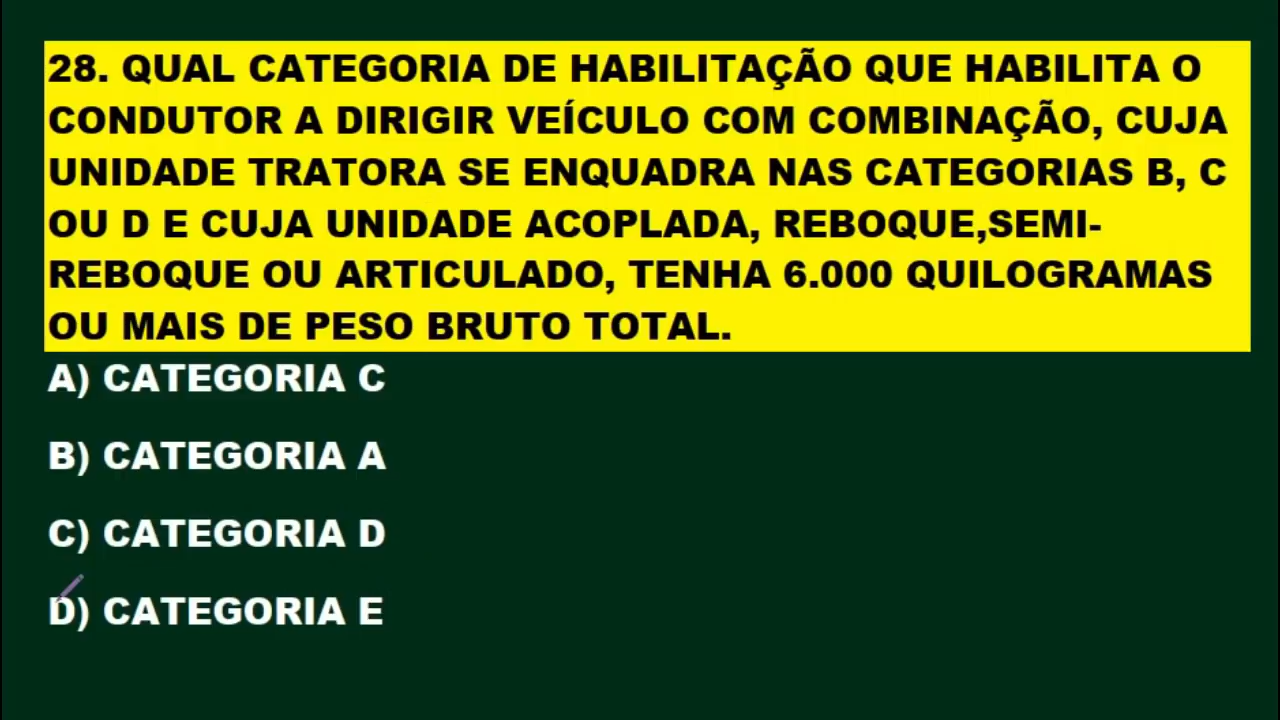 28. QUAL CATEGORIA DE HABILITAÇÃO QUE HABILITA O
CONDUTOR A DIRIGIR VEÍCULO COM COMBINAÇÃO, CUJA
UNIDADE TRATORA SE ENQUADRA NAS CATEGORIAS B, C
OU D E CUJA UNIDADE ACOPLADA, REBOQUE,SEMI-
REBOQUE OU ARTICULADO, TENHA 6.000 QUILOGRAMAS
OU MAIS DE PESO BRUTO TOTAL.
A) CATEGORIA C
B) CATEGORIA A
C) CATEGORIA D
D) CATEGORIA E